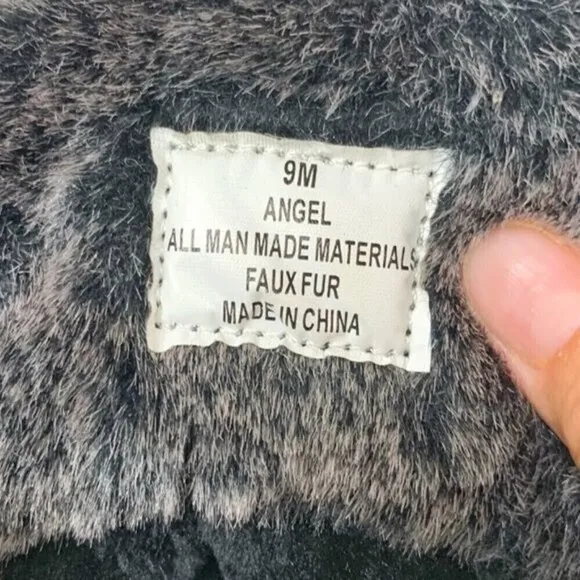 9M
ANGEL
ALL MAN MADE MATERIALS
FAUX FUR
MADE IN CHINA